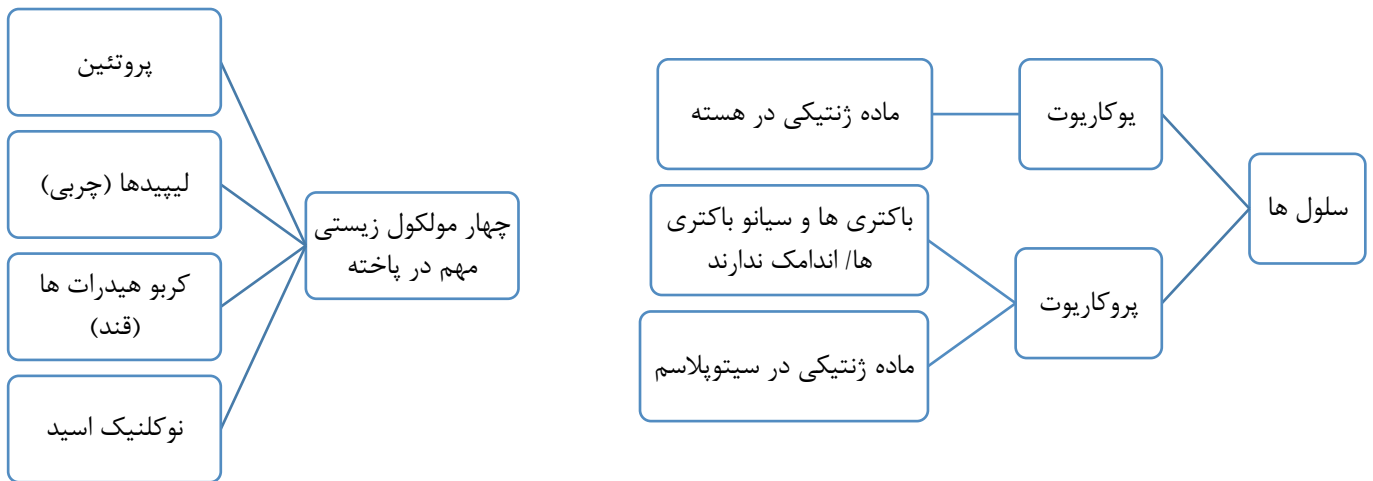 سلول ها
یوکاریوت
ماده ژنتیکی در هسته
پروکاریوت
باکتری ها و سیانو باکتری
ها/ اندامک ندارند
ماده ژنتیکی در سیتوپلاسم
چهار مولکول زیستی
مهم در یاخته
پروتئین
لیپیدها (چربی)
کربو هیدرات ها
(قند)
نوکلنیک اسید